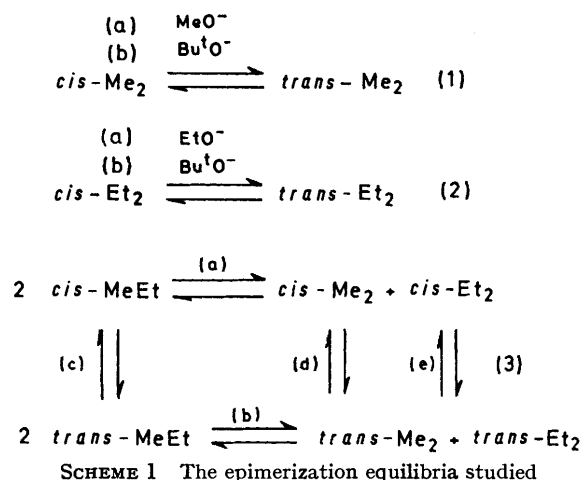 (a) MeO⁻
(b) BuᵗO⁻
cis-Me₂ ⇌ trans-Me₂ (1)
(a) EtO⁻
(b) BuᵗO⁻
cis-Et₂ ⇌ trans-Et₂ (2)
(a)
2 cis-MeEt ⇌ cis-Me₂ + cis-Et₂
(c) (d) (e) (3)
(b)
2 trans-MeEt ⇌ trans-Me₂ + trans-Et₂
SCHEME 1 The epimerization equilibria studied